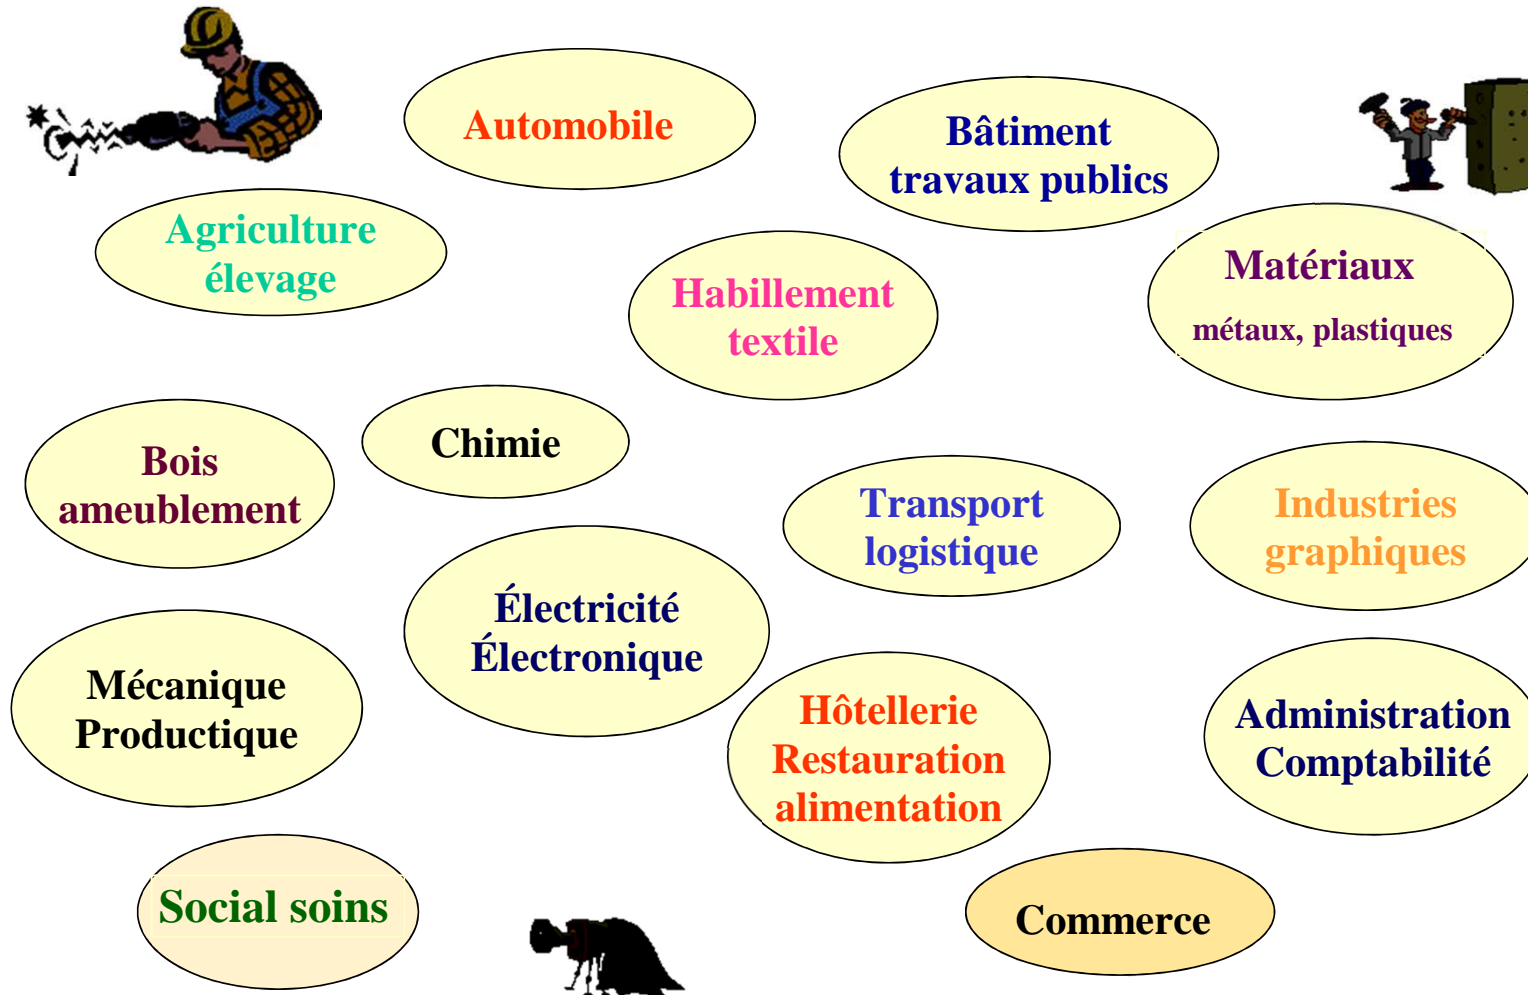 Automobile
Bâtiment
travaux publics
Agriculture
élevage
Habillement
textile
Matériaux
métaux, plastiques
Bois
ameublement
Chimie
Transport
logistique
Industries
graphiques
Électricité
Électronique
Mécanique
Productique
Hôtellerie
Restauration
alimentation
Administration
Comptabilité
Social soins
Commerce